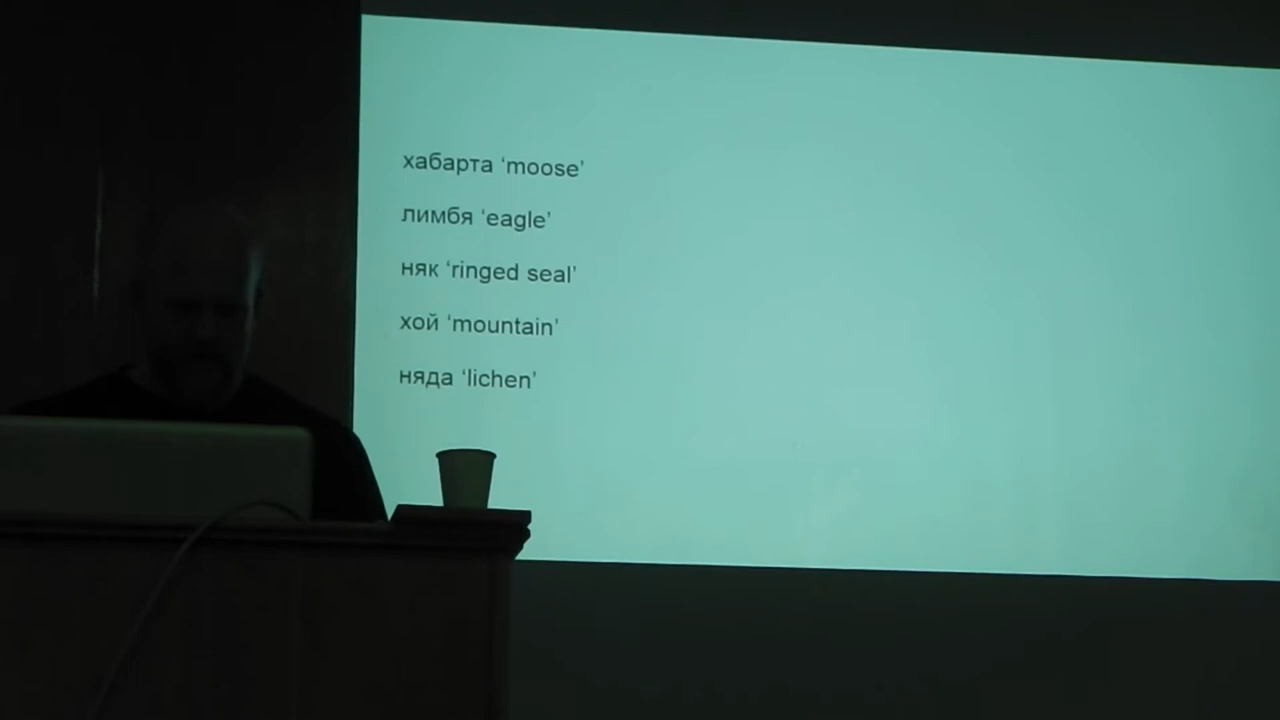 хабарта ‘moose’
лимбя ‘eagle’
няк ‘ringed seal’
хой ‘mountain’
няда ‘lichen’